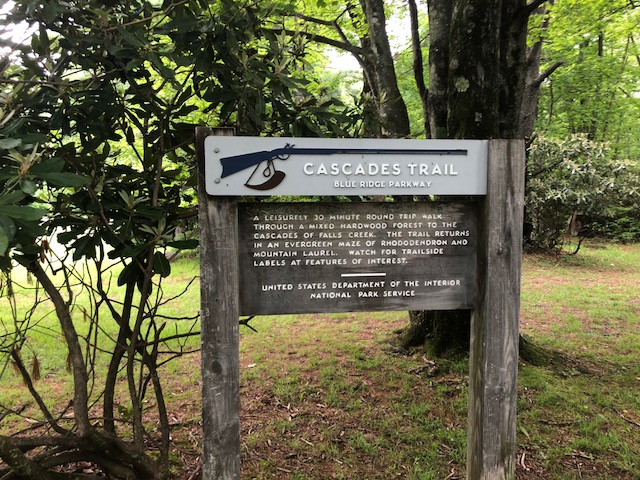 CASCADES TRAIL
BLUE RIDGE PARKWAY
A LEISURELY 30 MINUTE ROUND TRIP WALK
THROUGH A MIXED HARDWOOD FOREST TO THE
CASCADES OF FALLS CREEK. THE TRAIL RETURNS
IN AN EVERGREEN MAZE OF RHODODENDRON AND
MOUNTAIN LAUREL. WATCH FOR TRAILSIDE
LABELS AT FEATURES OF INTEREST.
UNITED STATES DEPARTMENT OF THE INTERIOR
NATIONAL PARK SERVICE